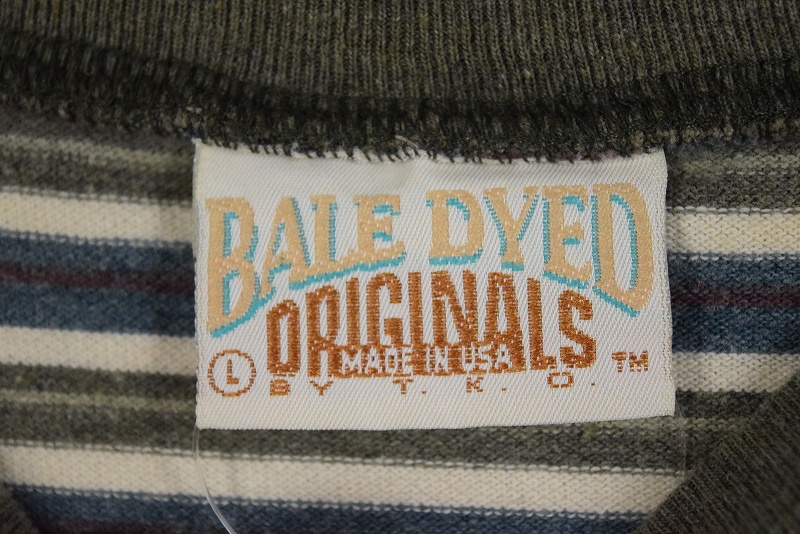 BALE DYED
ORIGINALS
MADE IN USA
L
BY T.K.O. TM